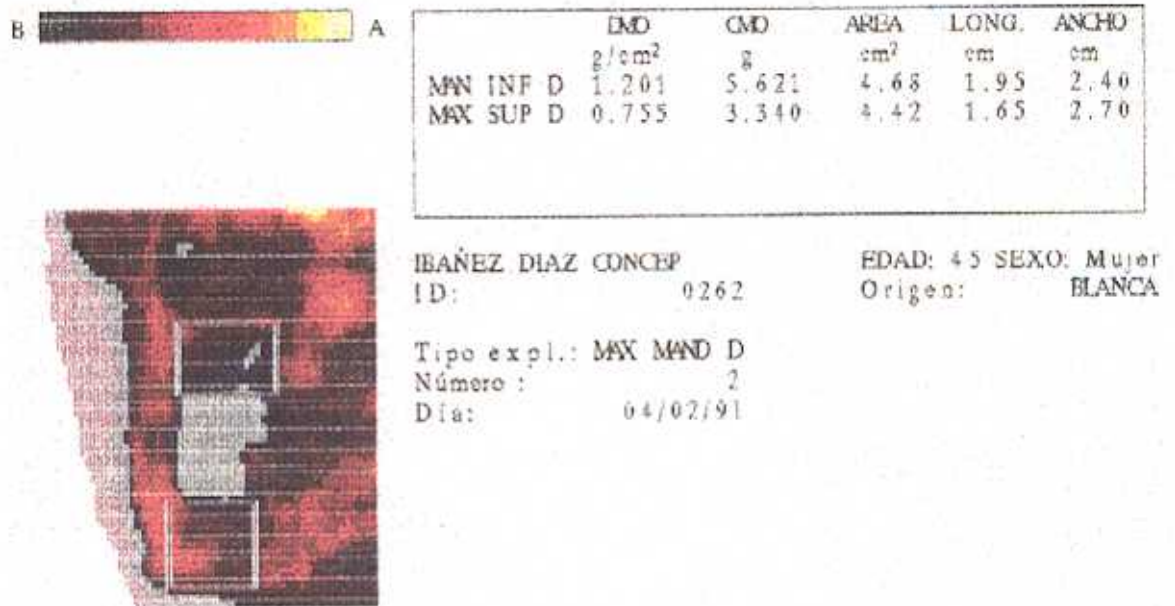 B A
DMO CMO AREA LONG. ANCHO
g/cm² g cm² cm cm
MAN INF D 1.201 5.621 4.68 1.95 2.40
MAX SUP D 0.755 3.340 4.42 1.65 2.70
IBAÑEZ DIAZ CONCEP EDAD: 45 SEXO: Mujer
ID: 0262 Origen: BLANCA
Tipo expl.: MAX MAND D
Número : 2
Día: 04/02/91